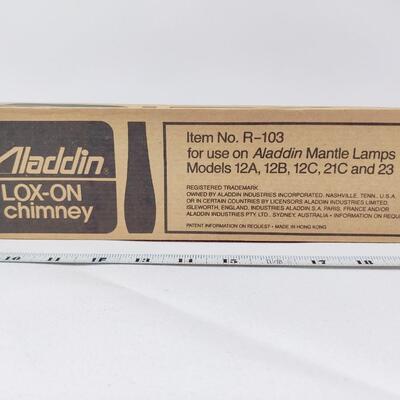 Aladdin®
LOX-ON
chimney
Item No. R-103
for use on Aladdin Mantle Lamps
Models 12A, 12B, 12C, 21C and 23
REGISTERED TRADEMARK
OWNED BY ALADDIN INDUSTRIES INCORPORATED, NASHVILLE, TENN., U.S.A.
OR IN CERTAIN COUNTRIES BY LICENSORS ALADDIN INDUSTRIES LIMITED,
ISLEWORTH, ENGLAND, INDUSTRIES ALADDIN S.A. PARIS, FRANCE AND/OR
ALADDIN INDUSTRIES PTY. LTD., SYDNEY, AUSTRALIA • INFORMATION ON REQU
PATENT INFORMATION ON REQUEST • MADE IN HONG KONG
10 11 12 13 14 15 17 18